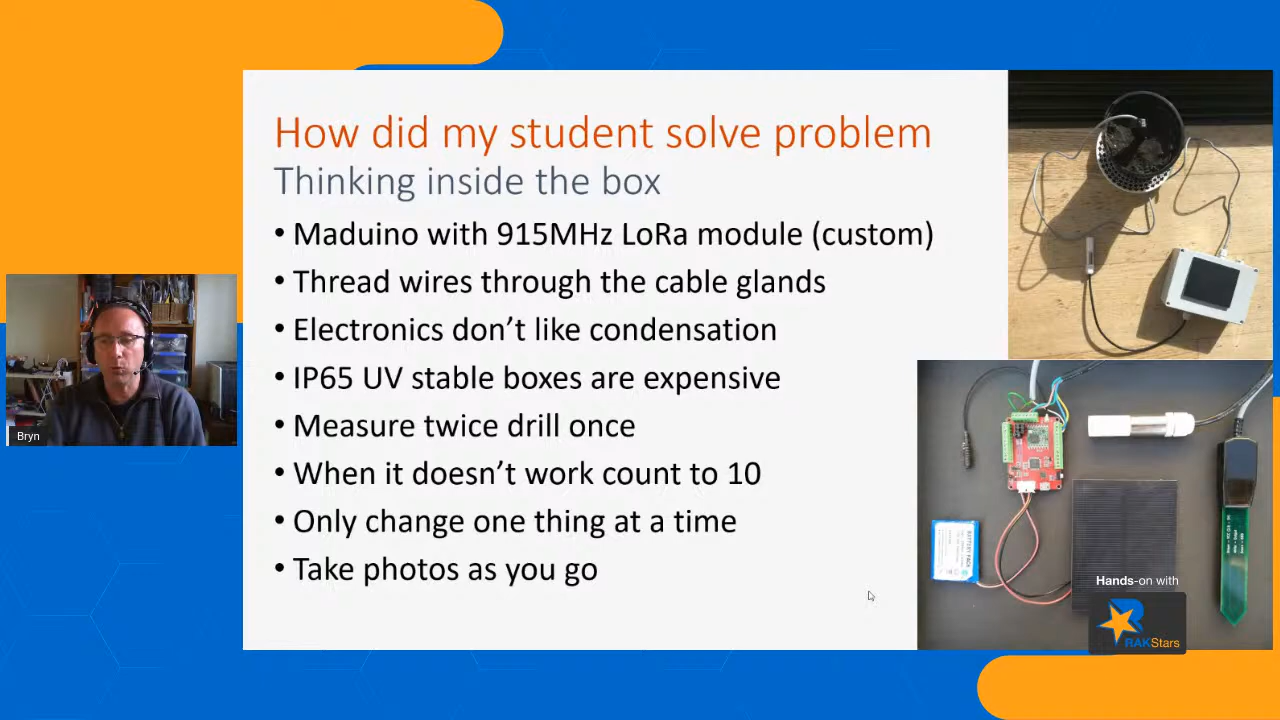 How did my student solve problem
Thinking inside the box
• Maduino with 915MHz LoRa module (custom)
• Thread wires through the cable glands
• Electronics don’t like condensation
• IP65 UV stable boxes are expensive
• Measure twice drill once
• When it doesn’t work count to 10
• Only change one thing at a time
• Take photos as you go
Bryn
BATTERY PACK
Hands-on with
RAKStars